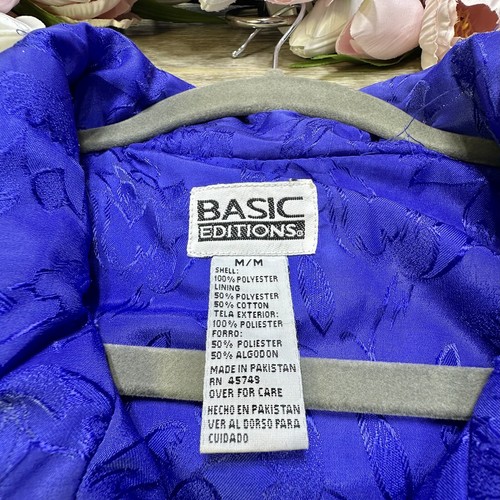 BASIC
EDITIONS®
M/M
SHELL:
100% POLYESTER
LINING
50% POLYESTER
50% COTTON
TELA EXTERIOR:
100% POLIESTER
FORRO:
50% POLIESTER
50% ALGODON
MADE IN PAKISTAN
RN 45749
OVER FOR CARE
HECHO EN PAKISTAN
VER AL DORSO PARA
CUIDADO